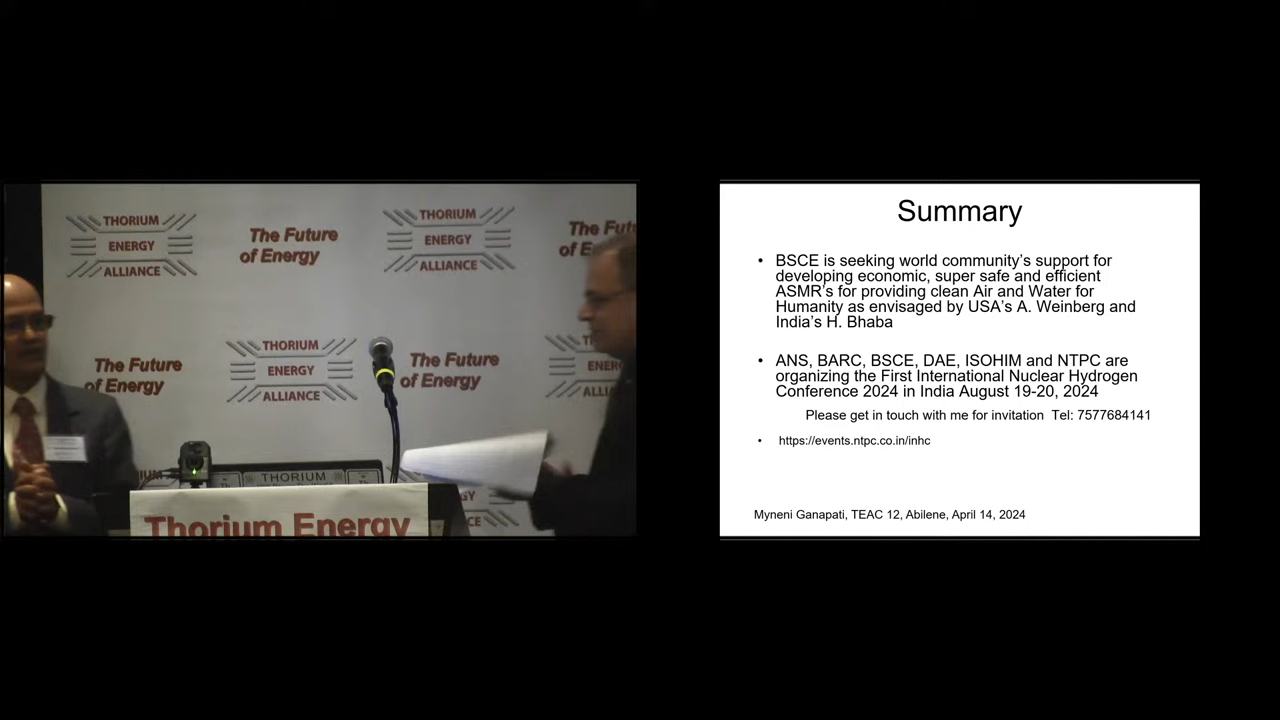 THORIUM
ENERGY
ALLIANCE
The Future
of Energy
THORIUM
ENERGY
ALLIANCE
The Futu
of Energy
The Future
of Energy
THORIUM
ENERGY
ALLIANCE
The Future
of Energy
THORIUM
Thorium Energy
Summary
• BSCE is seeking world community's support for
developing economic, super safe and efficient
ASMR's for providing clean Air and Water for
Humanity as envisaged by USA's A. Weinberg and
India's H. Bhaba
• ANS, BARC, BSCE, DAE, ISOHIM and NTPC are
organizing the First International Nuclear Hydrogen
Conference 2024 in India August 19-20, 2024
Please get in touch with me for invitation Tel: 7577684141
• https://events.ntpc.co.in/inhc
Myneni Ganapati, TEAC 12, Abilene, April 14, 2024